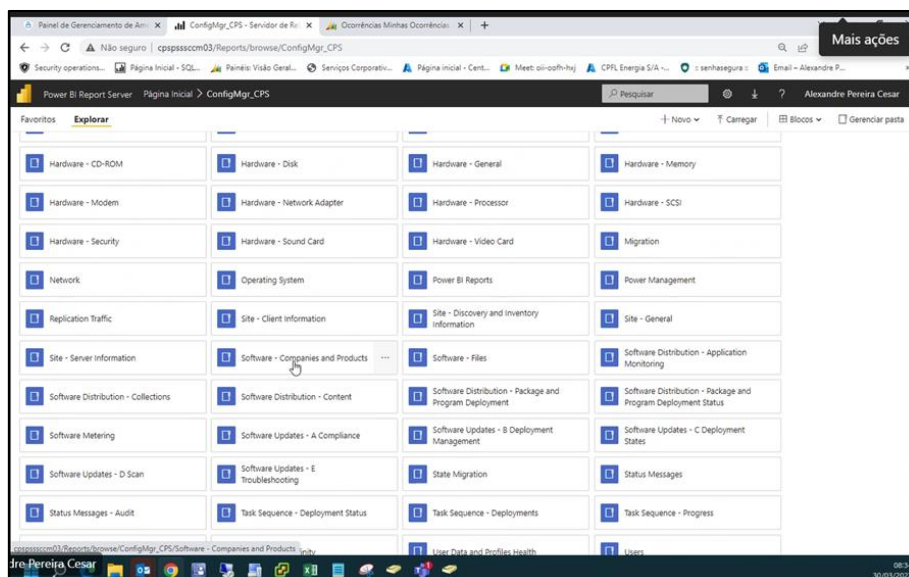 Painel de Gerenciamento de Am
ConfigMgr_CPS - Servidor de Re
Ocorrências Minhas Ocorrências
Mais ações
Não seguro
cpspsssccm03/Reports/browse/ConfigMgr_CPS
Security operations...
Página Inicial - SQL...
Painéis: Visão Geral...
Serviços Corporativ...
Página inicial - Cent...
Meet: oii-oofh-hxj
CPFL Energia S/A -...
:: senhasegura ::
Email – Alexandre P...
Power BI Report Server
Página Inicial > ConfigMgr_CPS
Pesquisar
?
Alexandre Pereira Cesar
Favoritos
Explorar
Novo
Carregar
Blocos
Gerenciar pasta
Hardware - CD-ROM
Hardware - Disk
Hardware - General
Hardware - Memory
Hardware - Modem
Hardware - Network Adapter
Hardware - Processor
Hardware - SCSI
Hardware - Security
Hardware - Sound Card
Hardware - Video Card
Migration
Network
Operating System
Power BI Reports
Power Management
Replication Traffic
Site - Client Information
Site - Discovery and Inventory
Information
Site - General
Site - Server Information
Software - Companies and Products
...
Software - Files
Software Distribution - Application
Monitoring
Software Distribution - Collections
Software Distribution - Content
Software Distribution - Package and
Program Deployment
Software Distribution - Package and
Program Deployment Status
Software Metering
Software Updates - A Compliance
Software Updates - B Deployment
Management
Software Updates - C Deployment
States
Software Updates - D Scan
Software Updates - E
Troubleshooting
State Migration
Status Messages
Status Messages - Audit
Task Sequence - Deployment Status
Task Sequence - Deployments
Task Sequence - Progress
cpspsssccm03/Reports/browse/ConfigMgr_CPS/Software - Companies and Products
User Data and Profiles Health
Users
dre Pereira Cesar
08:3
30/03/202